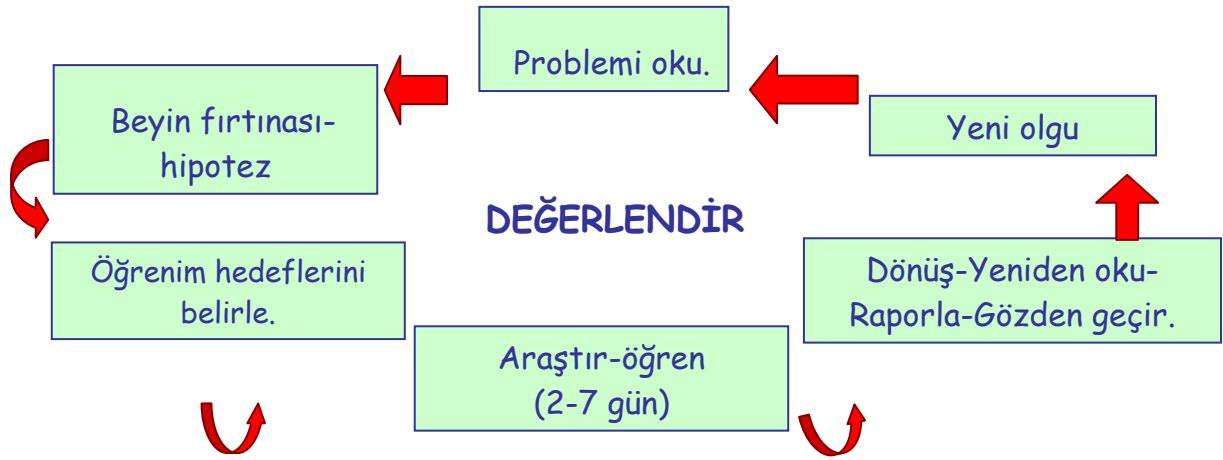 Problemi oku.
Beyin fırtınası-
hipotez
Yeni olgu
DEĞERLENDİR
Öğrenim hedeflerini
belirle.
Dönüş-Yeniden oku-
Raporla-Gözden geçir.
Araştır-öğren
(2-7 gün)